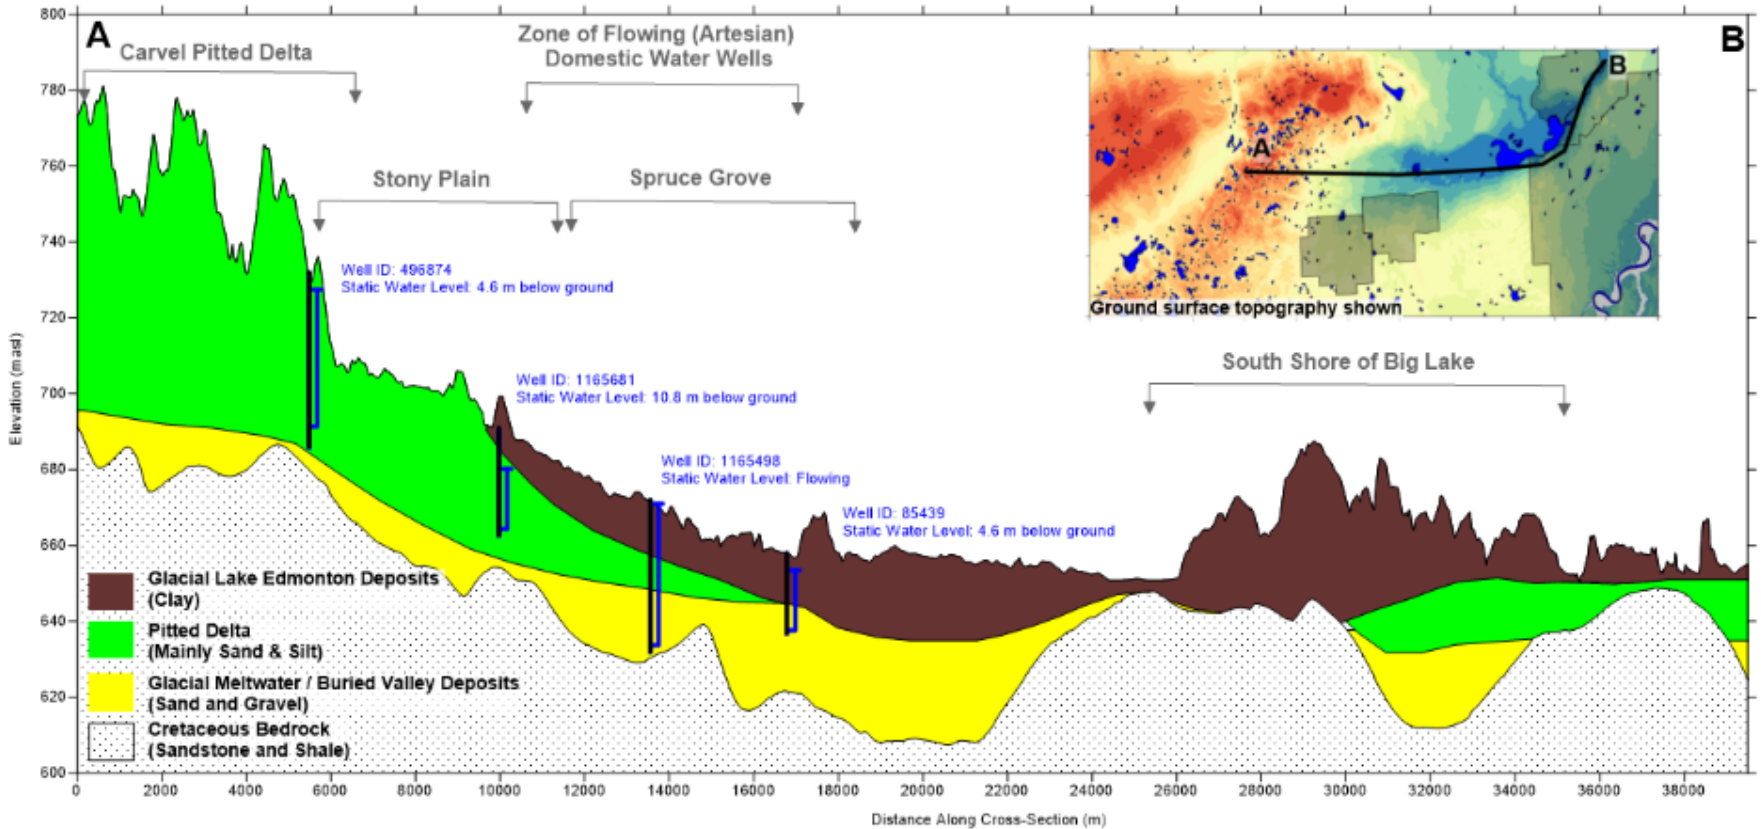 A
B
Carvel Pitted Delta
Zone of Flowing (Artesian)
Domestic Water Wells
Stony Plain
Spruce Grove
South Shore of Big Lake
Well ID: 496874
Static Water Level: 4.6 m below ground
Well ID: 1165681
Static Water Level: 10.8 m below ground
Well ID: 1165498
Static Water Level: Flowing
Well ID: 85439
Static Water Level: 4.6 m below ground
A
B
Ground surface topography shown
Glacial Lake Edmonton Deposits
(Clay)
Pitted Delta
(Mainly Sand & Silt)
Glacial Meltwater / Buried Valley Deposits
(Sand and Gravel)
Cretaceous Bedrock
(Sandstone and Shale)
Elevation (masl)
800
780
760
740
720
700
680
660
640
620
600
0
2000
4000
6000
8000
10000
12000
14000
16000
18000
20000
22000
24000
26000
28000
30000
32000
34000
36000
38000
Distance Along Cross-Section (m)